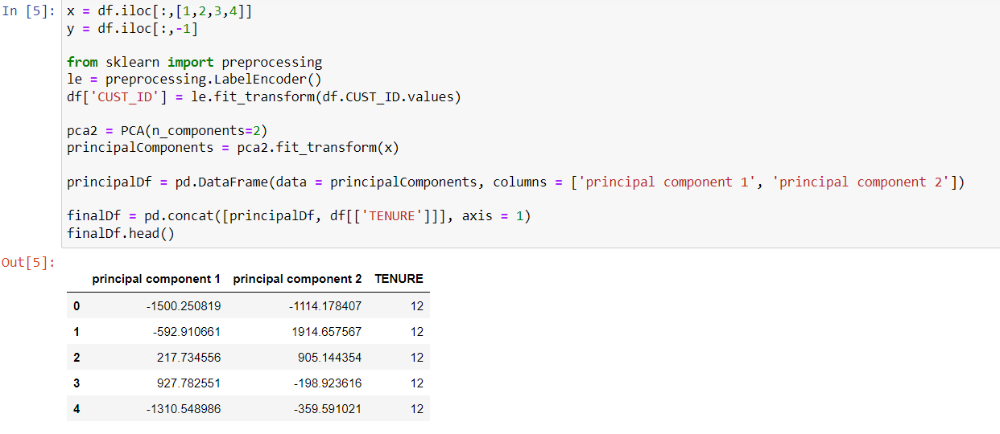 In [5]: x = df.iloc[:,[1,2,3,4]]
y = df.iloc[:,-1]
from sklearn import preprocessing
le = preprocessing.LabelEncoder()
df['CUST_ID'] = le.fit_transform(df.CUST_ID.values)
pca2 = PCA(n_components=2)
principalComponents = pca2.fit_transform(x)
principalDf = pd.DataFrame(data = principalComponents, columns = ['principal component 1', 'principal component 2'])
finalDf = pd.concat([principalDf, df[['TENURE']]], axis = 1)
finalDf.head()
Out[5]:
principal component 1 principal component 2 TENURE
0 -1500.250819 -1114.178407 12
1 -592.910661 1914.657567 12
2 217.734556 905.144354 12
3 927.782551 -198.923616 12
4 -1310.548986 -359.591021 12